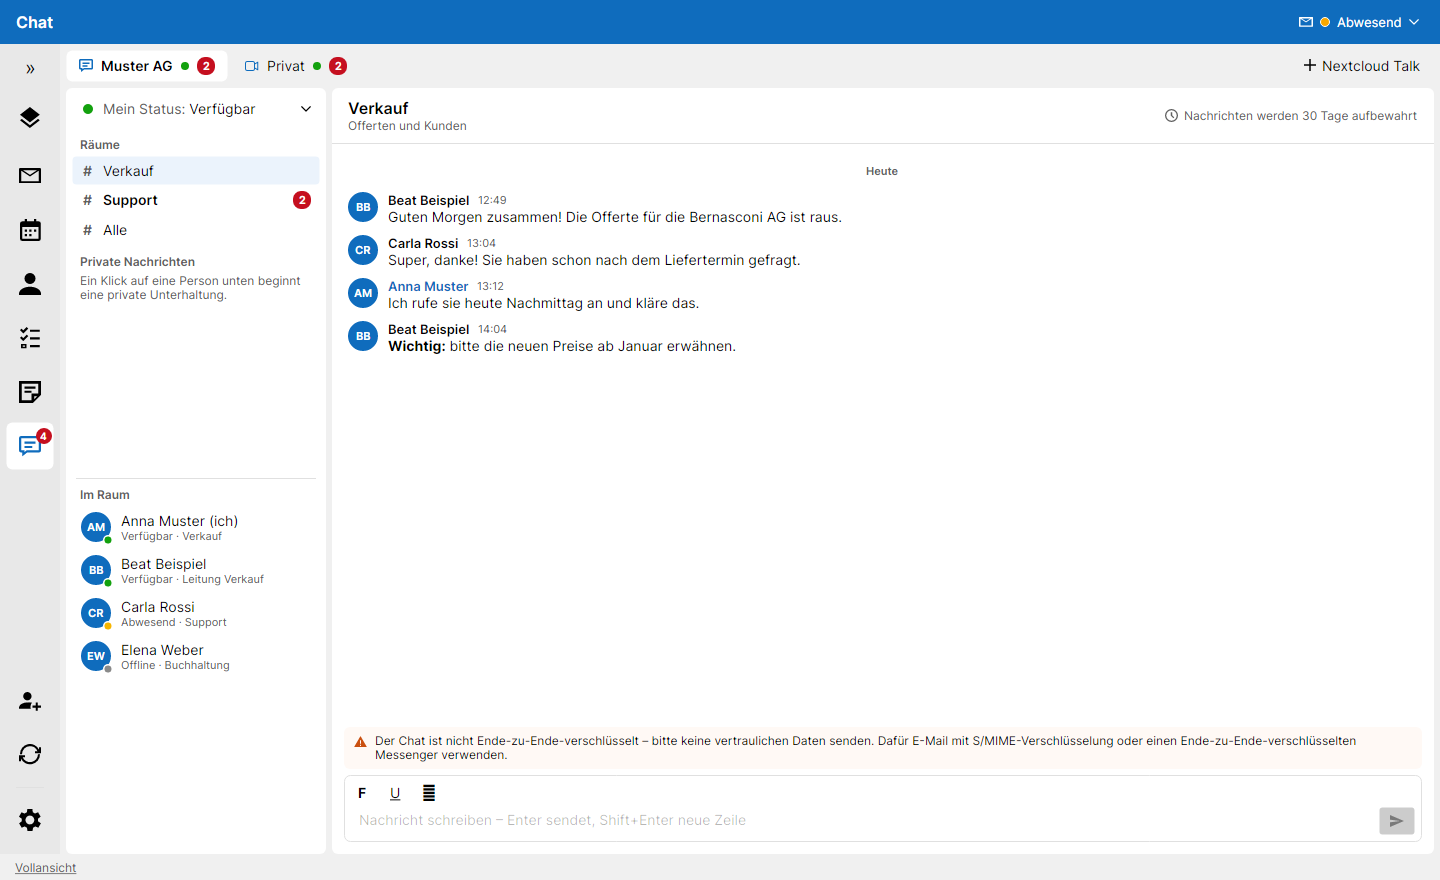 Chat
Abwesend
»
Muster AG 2
Privat 2
+ Nextcloud Talk
Mein Status: Verfügbar
Räume
# Verkauf
# Support 2
# Alle
Private Nachrichten
Ein Klick auf eine Person unten beginnt
eine private Unterhaltung.
4
Im Raum
AM
Anna Muster (ich)
Verfügbar · Verkauf
BB
Beat Beispiel
Verfügbar · Leitung Verkauf
CR
Carla Rossi
Abwesend · Support
EW
Elena Weber
Offline · Buchhaltung
Verkauf
Offerten und Kunden
Nachrichten werden 30 Tage aufbewahrt
Heute
BB
Beat Beispiel 12:49
Guten Morgen zusammen! Die Offerte für die Bernasconi AG ist raus.
CR
Carla Rossi 13:04
Super, danke! Sie haben schon nach dem Liefertermin gefragt.
AM
Anna Muster 13:12
Ich rufe sie heute Nachmittag an und kläre das.
BB
Beat Beispiel 14:04
Wichtig: bitte die neuen Preise ab Januar erwähnen.
Der Chat ist nicht Ende-zu-Ende-verschlüsselt – bitte keine vertraulichen Daten senden. Dafür E-Mail mit S/MIME-Verschlüsselung oder einen Ende-zu-Ende-verschlüsselten
Messenger verwenden.
F U
Nachricht schreiben – Enter sendet, Shift+Enter neue Zeile
Vollansicht